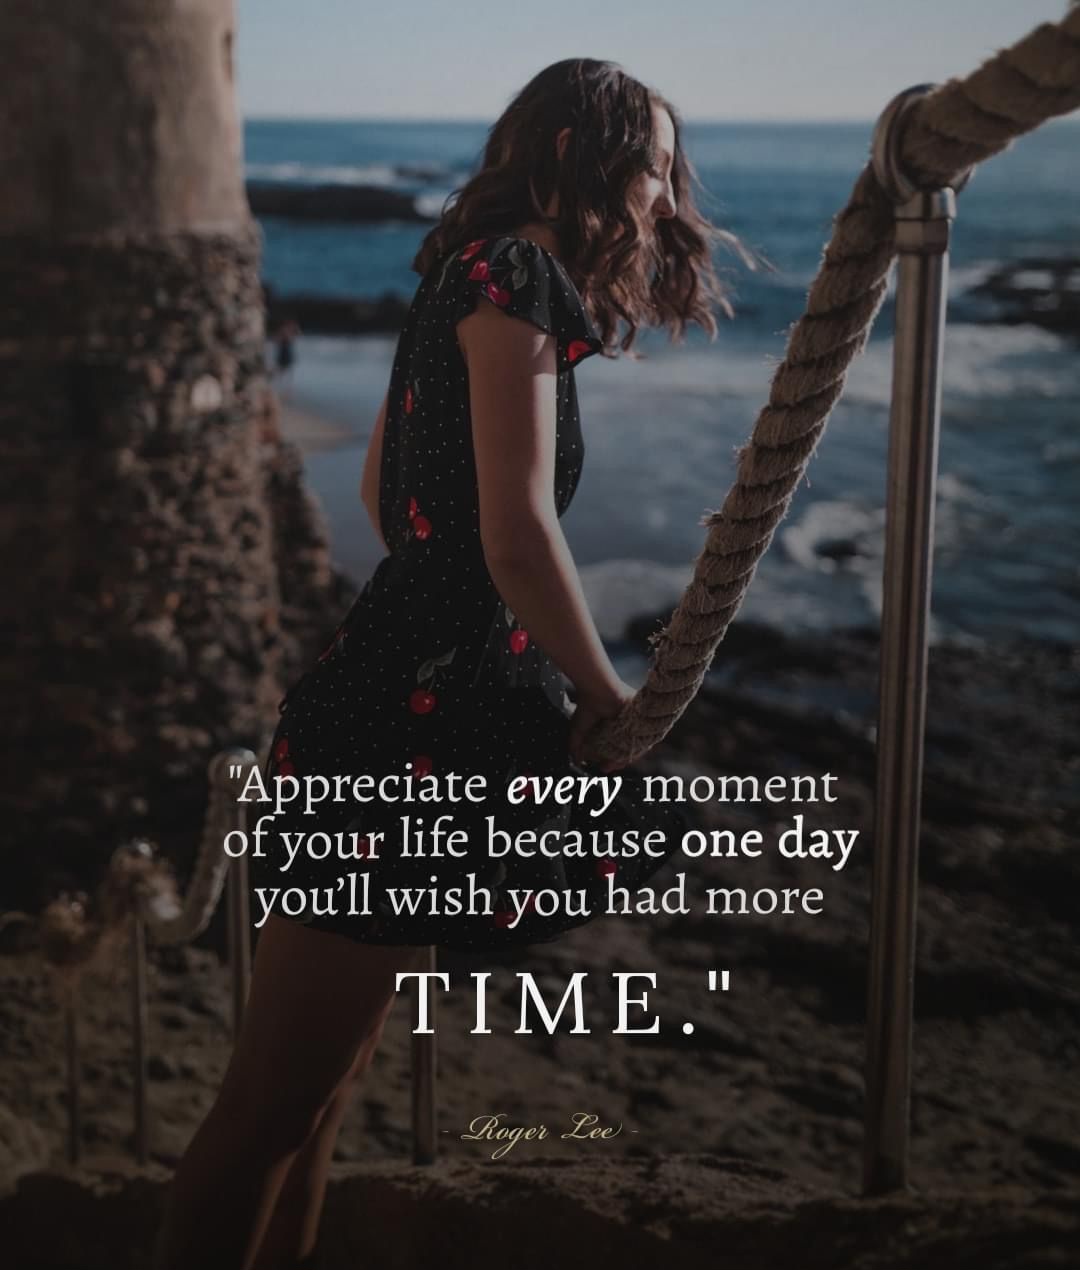 "Appreciate every moment
of your life because one day
you’ll wish you had more
TIME."
- Roger Lee -